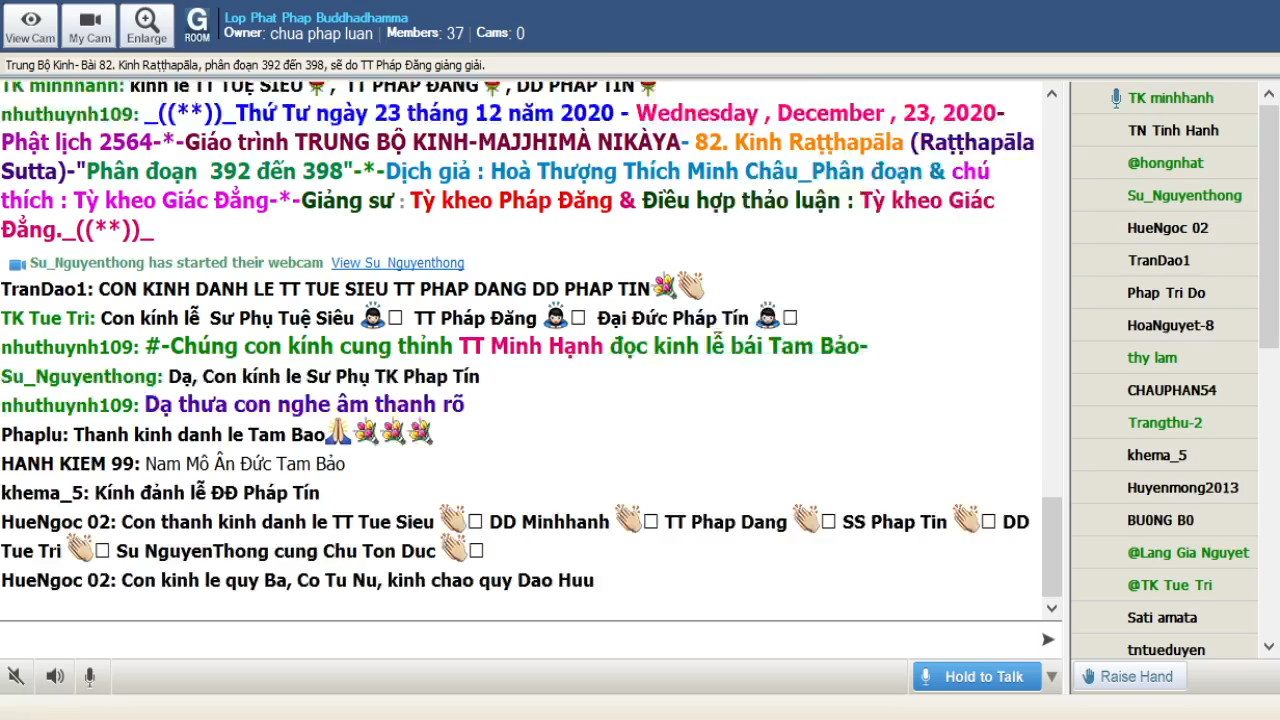 View Cam
My Cam
Enlarge
G
ROOM
Lop Phat Phap Buddhadhamma
Owner: chua phap luan | Members: 37 | Cams: 0
Trung Bộ Kinh- Bài 82. Kinh Raṭṭhapāla, phân đoạn 392 đến 398, sẽ do TT Pháp Đăng giảng giải.
TK minhhanh: kính lễ TT TUỆ SIÊU , TT PHÁP ĐĂNG , DD PHÁP TÍN
nhuthuynh109: _((**))_Thứ Tư ngày 23 tháng 12 năm 2020 - Wednesday , December , 23, 2020-
Phật lịch 2564-*-Giáo trình TRUNG BỘ KINH-MAJJHIMÀ NIKÀYA- 82. Kinh Raṭṭhapāla (Raṭṭhapāla
Sutta)-"Phân đoạn 392 đến 398"-*-Dịch giả : Hoà Thượng Thích Minh Châu_Phân đoạn & chú
thích : Tỳ kheo Giác Đẳng-*-Giảng sư : Tỳ kheo Pháp Đăng & Điều hợp thảo luận : Tỳ kheo Giác
Đẳng._((**))_
Su_Nguyenthong has started their webcam View Su_Nguyenthong
TranDao1: CON KINH DANH LE TT TUE SIEU TT PHAP DANG DD PHAP TIN
TK Tue Tri: Con kính lễ Sư Phụ Tuệ Siêu TT Pháp Đăng Đại Đức Pháp Tín
nhuthuynh109: #-Chúng con kính cung thỉnh TT Minh Hạnh đọc kinh lễ bái Tam Bảo-
Su_Nguyenthong: Dạ, Con kính le Sư Phụ TK Phap Tín
nhuthuynh109: Dạ thưa con nghe âm thanh rõ
Phaplu: Thanh kinh danh le Tam Bao
HANH KIEM 99: Nam Mô Ân Đức Tam Bảo
khema_5: Kính đảnh lễ ĐĐ Pháp Tín
HueNgoc 02: Con thanh kinh danh le TT Tue Sieu DD Minhhanh TT Phap Dang SS Phap Tin DD
Tue Tri Su NguyenThong cung Chu Ton Duc
HueNgoc 02: Con kinh le quy Ba, Co Tu Nu, kinh chao quy Dao Huu
Hold to Talk
TK minhhanh
TN Tinh Hanh
@hongnhat
Su_Nguyenthong
HueNgoc 02
TranDao1
Phap Tri Do
HoaNguyet-8
thy lam
CHAUPHAN54
Trangthu-2
khema_5
Huyenmong2013
BU0NG B0
@Lang Gia Nguyet
@TK Tue Tri
Sati amata
tntueduyen
Raise Hand